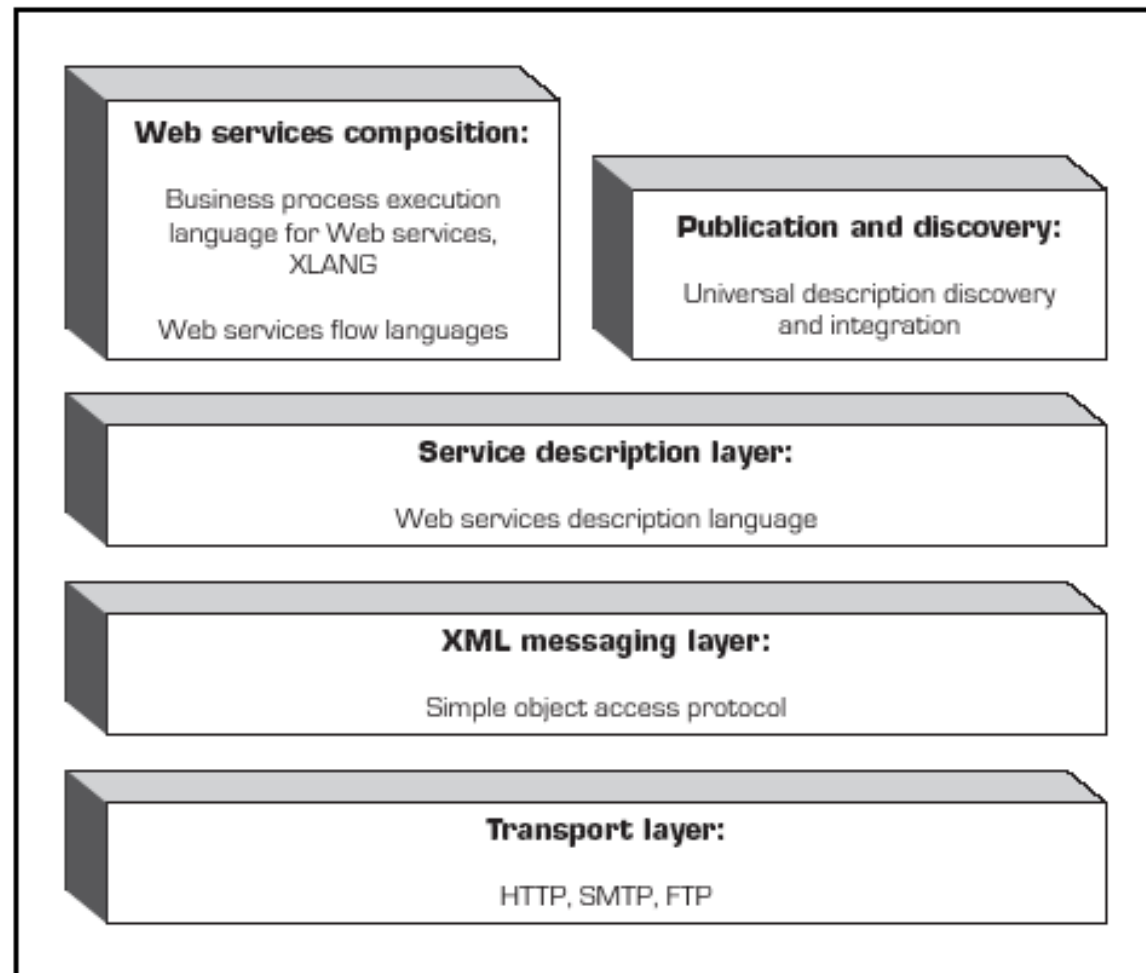 Web services composition:
Business process execution
language for Web services,
XLANG
Web services flow languages
Publication and discovery:
Universal description discovery
and integration
Service description layer:
Web services description language
XML messaging layer:
Simple object access protocol
Transport layer:
HTTP, SMTP, FTP